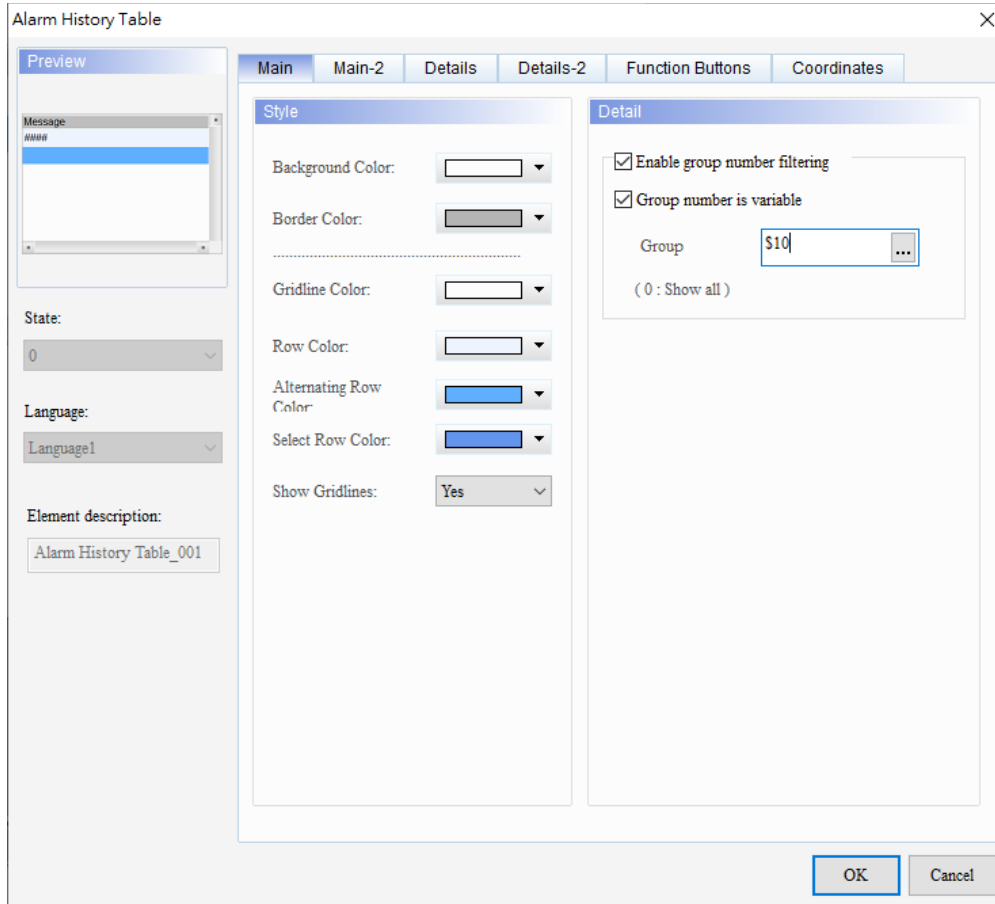 Alarm History Table
Preview
Message
####
State:
0
Language:
Language1
Element description:
Alarm History Table_001
Main
Main-2
Details
Details-2
Function Buttons
Coordinates
Style
Background Color:
Border Color:
Gridline Color:
Row Color:
Alternating Row
Color:
Select Row Color:
Show Gridlines:
Yes
Detail
Enable group number filtering
Group number is variable
Group
$10
...
( 0 : Show all )
OK
Cancel